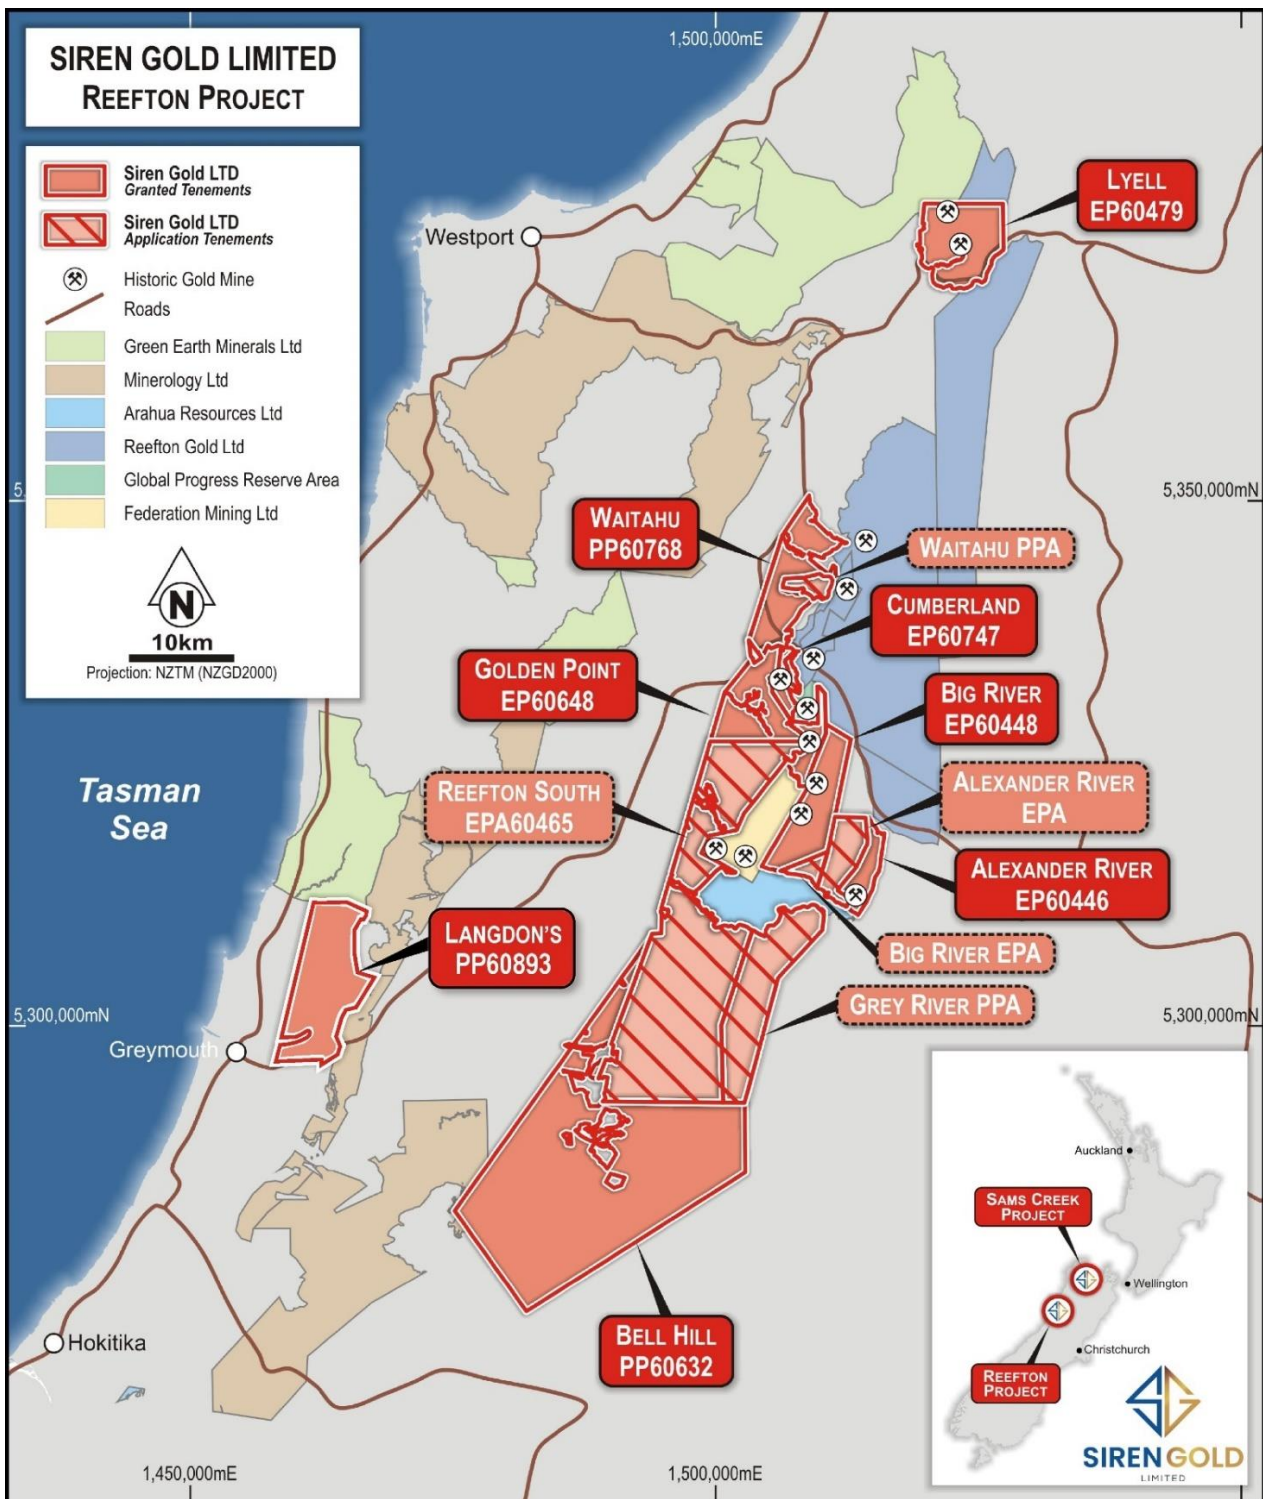 SIREN GOLD LIMITED
REEFTON PROJECT
1,500,000mE
Siren Gold LTD
Granted Tenements
Siren Gold LTD
Application Tenements
Historic Gold Mine
Roads
Green Earth Minerals Ltd
Minerology Ltd
Arahua Resources Ltd
Reefton Gold Ltd
Global Progress Reserve Area
Federation Mining Ltd
N
10km
Projection: NZTM (NZGD2000)
Westport
LYELL
EP60479
5,350,000mN
WAITAHU
PP60768
WAITAHU PPA
CUMBERLAND
EP60747
GOLDEN POINT
EP60648
BIG RIVER
EP60448
Tasman
Sea
REEFTON SOUTH
EPA60465
ALEXANDER RIVER
EPA
ALEXANDER RIVER
EP60446
LANGDON'S
PP60893
BIG RIVER EPA
GREY RIVER PPA
5,300,000mN
5,300,000mN
Greymouth
Hokitika
BELL HILL
PP60632
Auckland
SAMS CREEK
PROJECT
Wellington
Christchurch
REEFTON
PROJECT
SIREN GOLD
LIMITED
1,450,000mE
1,500,000mE